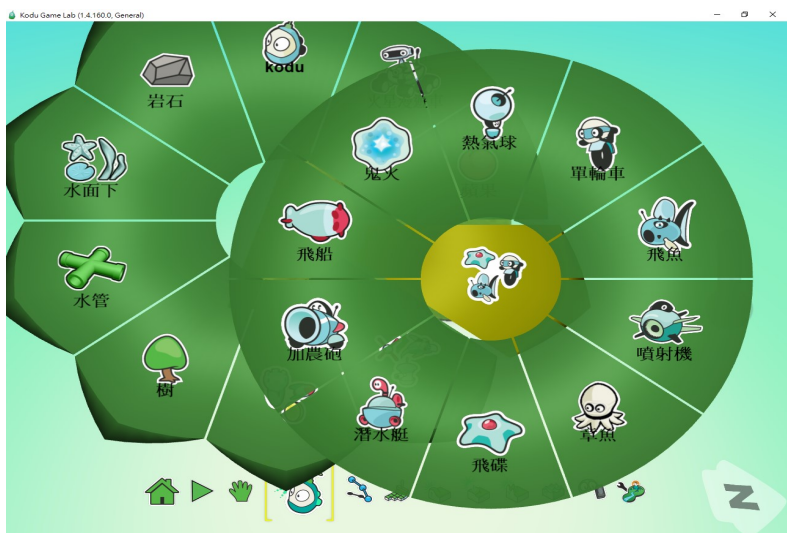 Kodu Game Lab (1.4.160.0, General)
kodu
岩石
水面下
水管
樹
熱氣球
單輪車
鬼火
飛魚
飛船
噴射機
加農砲
章魚
潛水艇
飛碟
Z